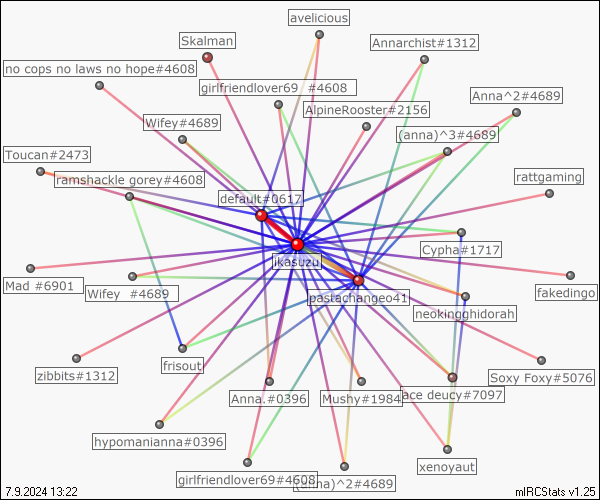 avelicious
Skalman
Annarchist#1312
no cops no laws no hope#4608
girlfriendlover69 #4608
Anna^2#4689
AlpineRooster#2156
Wifey#4689
(anna)^3#4689
Toucan#2473
ramshackle gorey#4608
rattgaming
default#0617
Cypha#1717
ikasuzu
Mad #6901
Wifey #4689
pastachangeo41
fakedingo
neokingghidorah
frisout
zibbits#1312
Soxy Foxy#5076
Anna.#0396
Mushy#1984
ace deucy#7097
hypomanianna#0396
xenoyaut
girlfriendlover69#4608
(anna)^2#4689
7.9.2024 13:22
mIRCStats v1.25